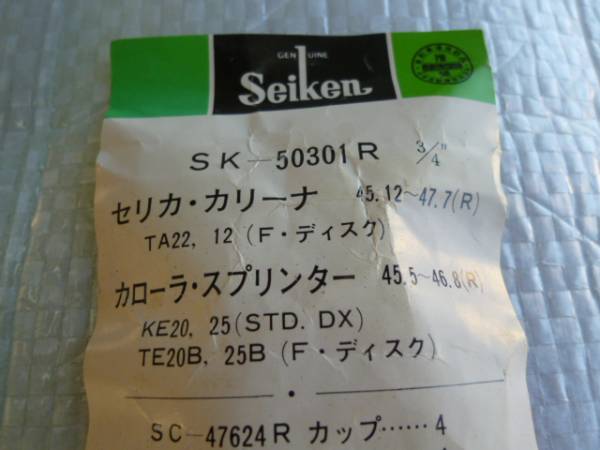 GENUINE
Seiken
SK-50301R 3/4"
セリカ・カリーナ 45.12~47.7(R)
TA22, 12 (F・ディスク)
カローラ・スプリンター 45.5~46.8(R)
KE20, 25 (STD. DX)
TE20B, 25B (F・ディスク)
SC-47624R カップ……4